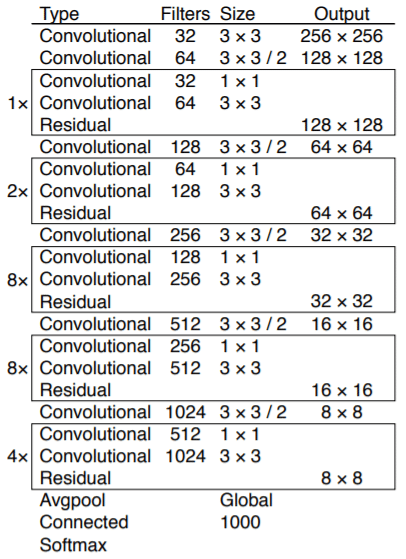 Type Filters Size Output
Convolutional 32 3 × 3 256 × 256
Convolutional 64 3 × 3 / 2 128 × 128
Convolutional 32 1 × 1
1× Convolutional 64 3 × 3
Residual 128 × 128
Convolutional 128 3 × 3 / 2 64 × 64
Convolutional 64 1 × 1
2× Convolutional 128 3 × 3
Residual 64 × 64
Convolutional 256 3 × 3 / 2 32 × 32
Convolutional 128 1 × 1
8× Convolutional 256 3 × 3
Residual 32 × 32
Convolutional 512 3 × 3 / 2 16 × 16
Convolutional 256 1 × 1
8× Convolutional 512 3 × 3
Residual 16 × 16
Convolutional 1024 3 × 3 / 2 8 × 8
Convolutional 512 1 × 1
4× Convolutional 1024 3 × 3
Residual 8 × 8
Avgpool Global
Connected 1000
Softmax